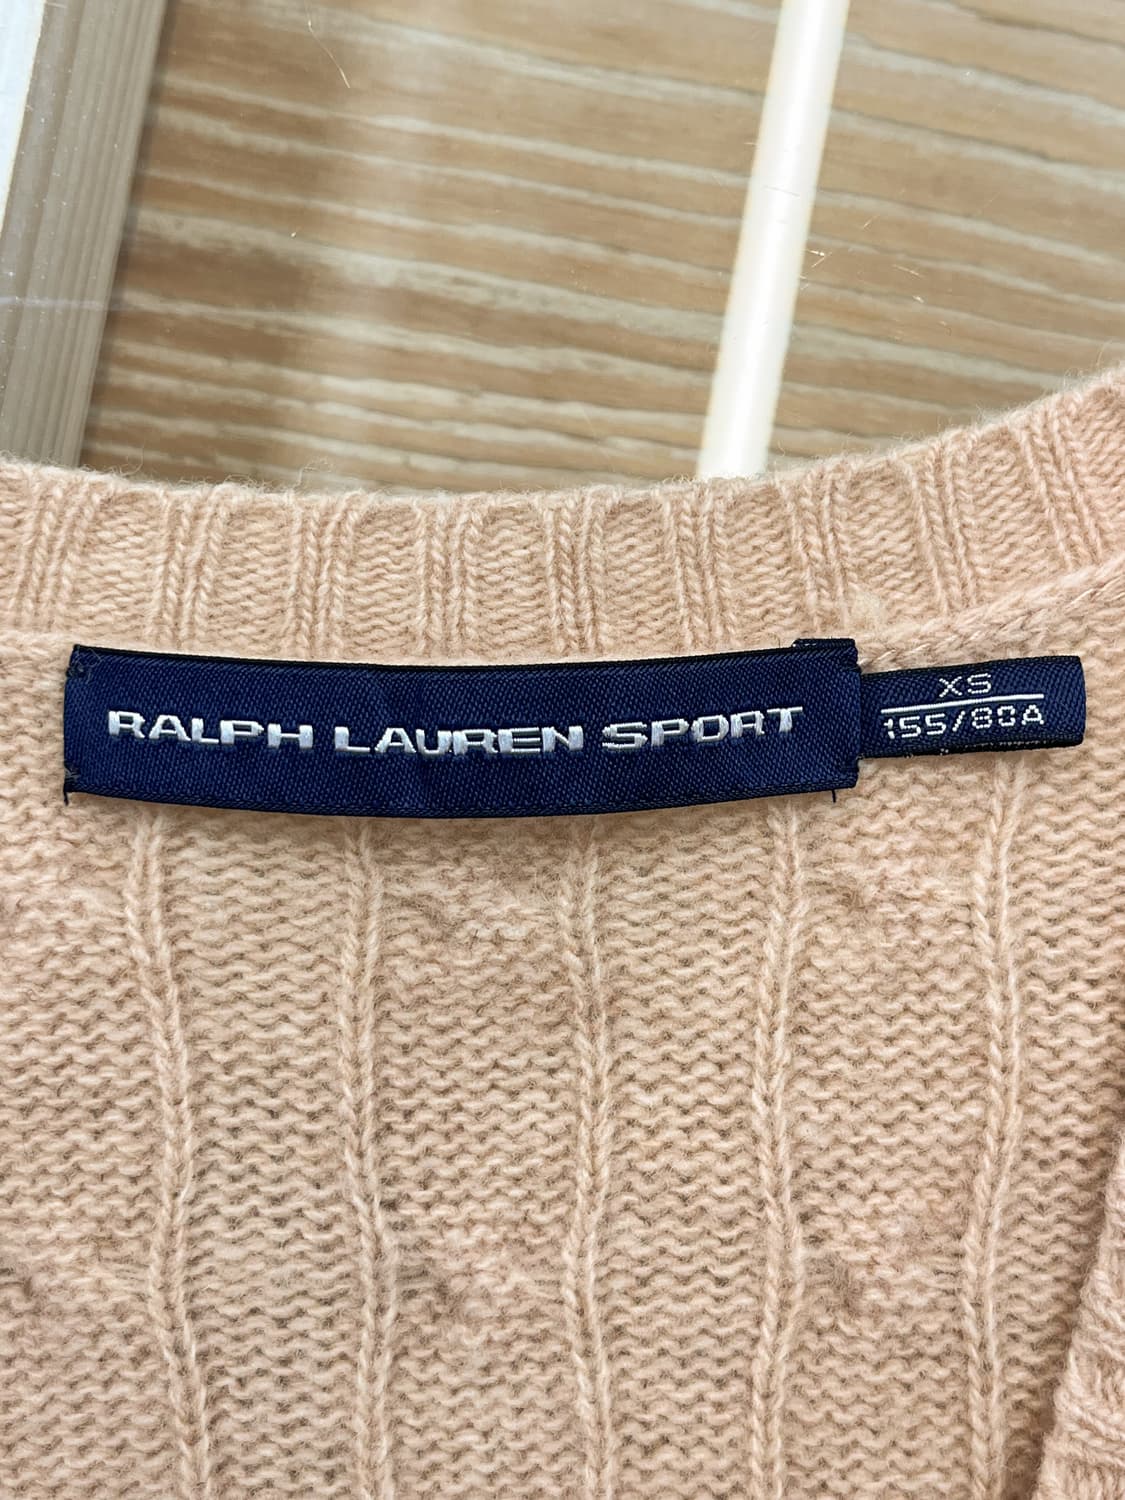 RALPH LAUREN SPORT
XS
155/80A